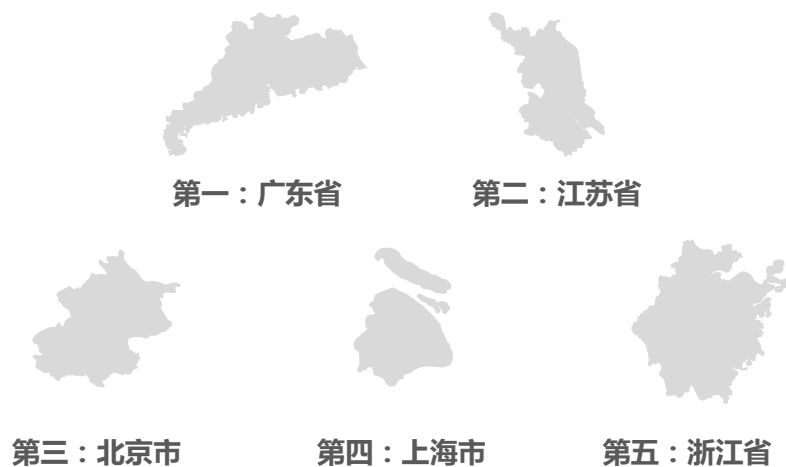 第一：广东省
第二：江苏省
第三：北京市
第四：上海市
第五：浙江省